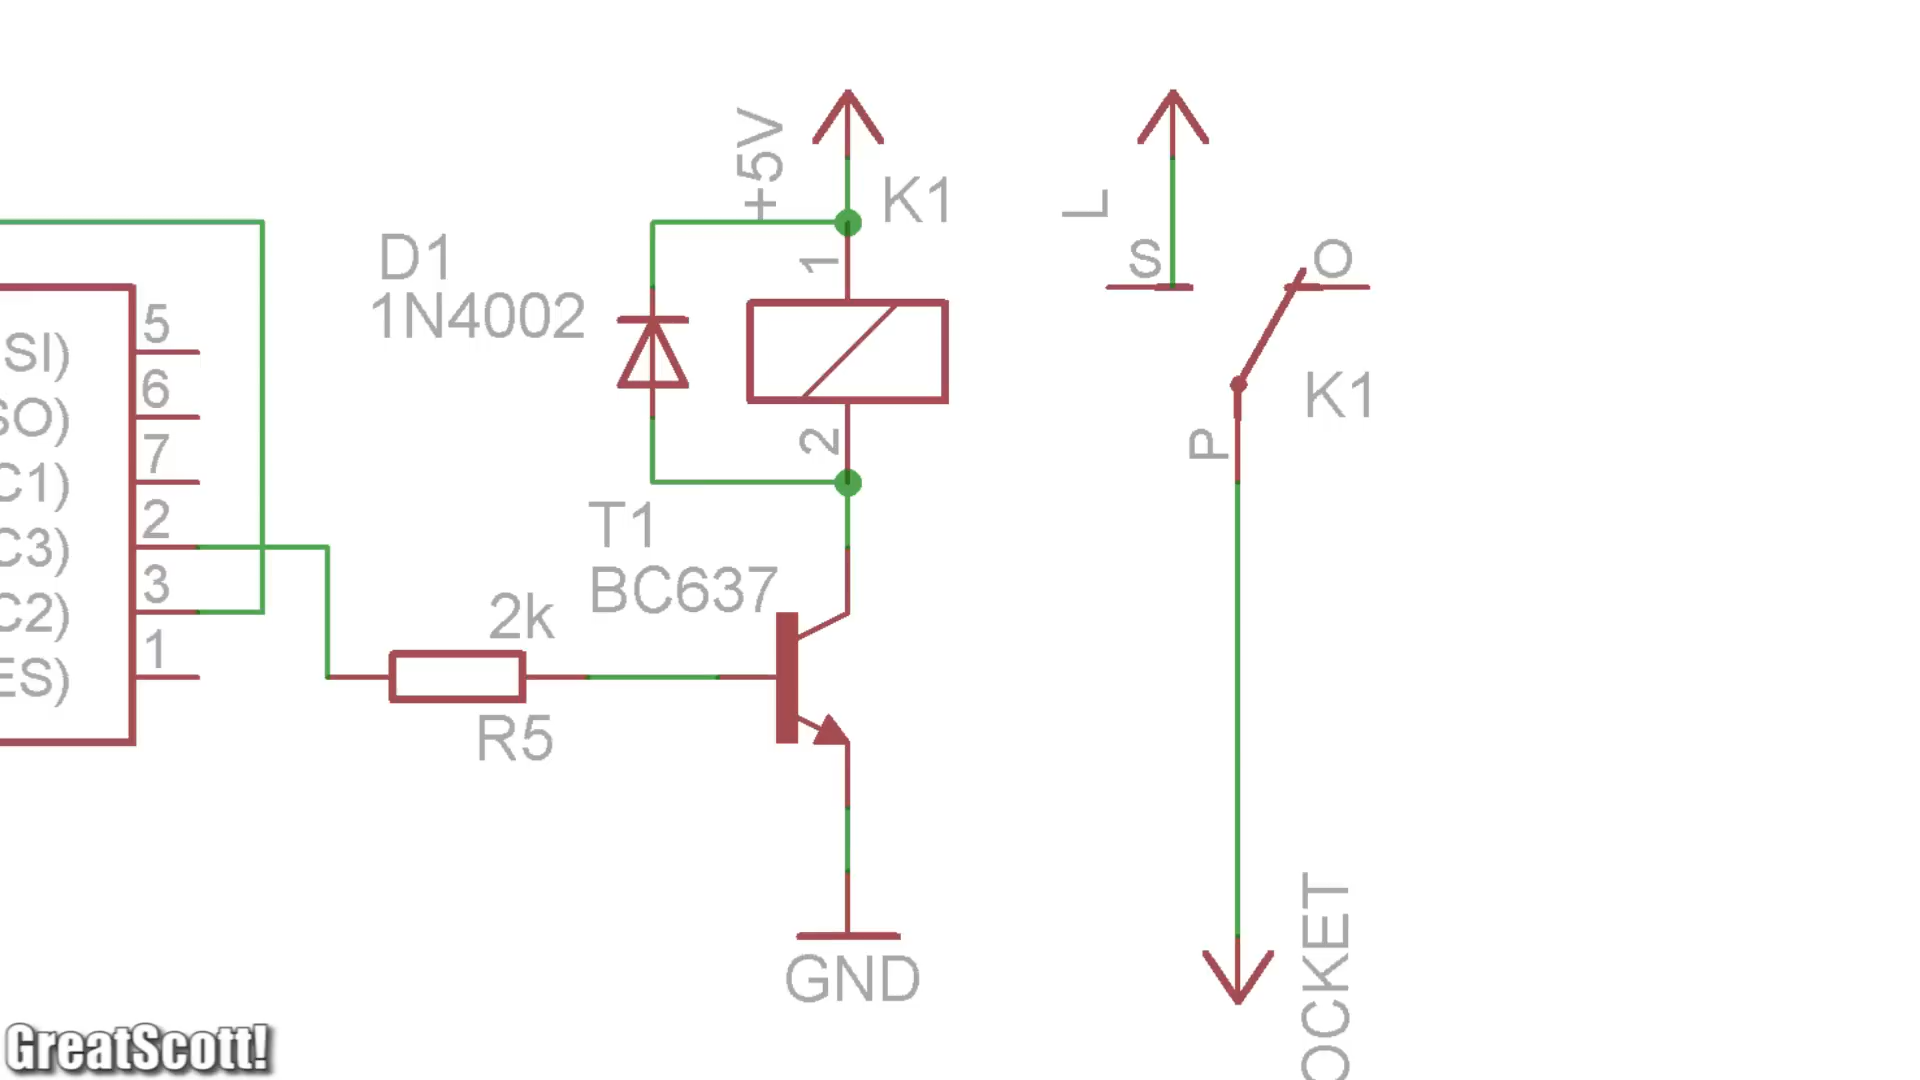 +5V
K1
L
S
O
D1
1N4002
1
5
SI)
6
SO)
K1
2
P
7
C1)
2
T1
C3)
BC637
3
C2)
2k
1
ES)
R5
OCKET
GND
GreatScott!